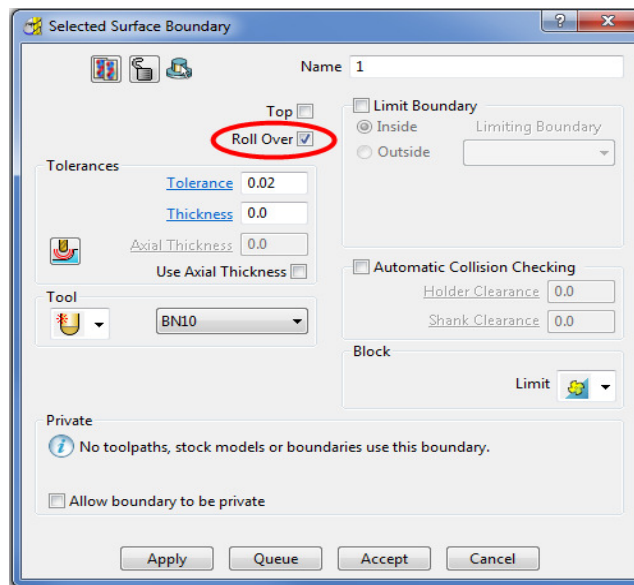 Selected Surface Boundary
Name 1
Top
Roll Over
Limit Boundary
Inside Limiting Boundary
Outside
Tolerances
Tolerance 0.02
Thickness 0.0
Axial Thickness 0.0
Use Axial Thickness
Automatic Collision Checking
Holder Clearance 0.0
Shank Clearance 0.0
Tool
BN10
Block
Limit
Private
No toolpaths, stock models or boundaries use this boundary.
Allow boundary to be private
Apply Queue Accept Cancel